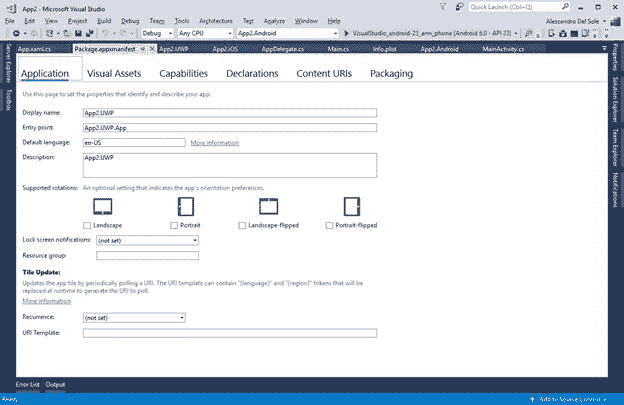 App2 - Microsoft Visual Studio
Quick Launch (Ctrl+Q)
File Edit View Project Build Debug Team Tools Architecture Test Analyze Window Help
Alessandro Del Sole
Debug Any CPU App2.Android VisualStudio_android-23_arm_phone (Android 6.0 - API 23)
App.xaml.cs Package.appxmanifest App2.UWP App2.iOS AppDelegate.cs Main.cs Info.plist App2.Android MainActivity.cs
Server Explorer
Toolbox
Properties
Solution Explorer
Team Explorer
Notifications
Application Visual Assets Capabilities Declarations Content URIs Packaging
Use this page to set the properties that identify and describe your app.
Display name: App2.UWP
Entry point: App2.UWP.App
Default language: en-US More information
Description: App2.UWP
Supported rotations: An optional setting that indicates the app's orientation preferences.
Landscape Portrait Landscape-flipped Portrait-flipped
Lock screen notifications: (not set)
Resource group:
Tile Update:
Updates the app tile by periodically polling a URI. The URI template can contain "{language}" and "{region}" tokens that will be
replaced at runtime to generate the URI to poll.
More information
Recurrence: (not set)
URI Template:
Error List Output